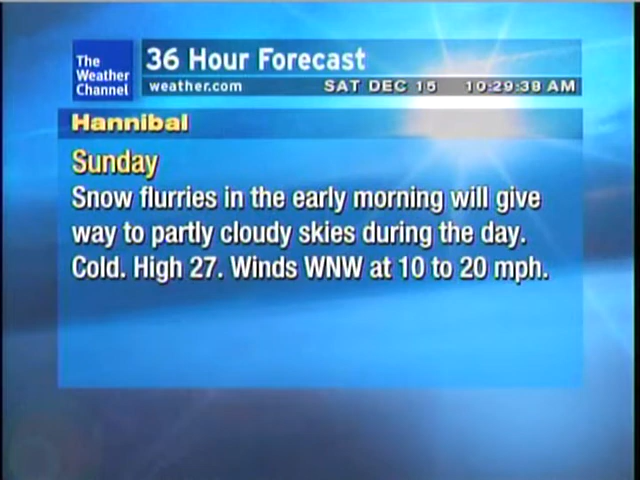 The
Weather
Channel
36 Hour Forecast
weather.com SAT DEC 15 10:29:38 AM
Hannibal
Sunday
Snow flurries in the early morning will give
way to partly cloudy skies during the day.
Cold. High 27. Winds WNW at 10 to 20 mph.